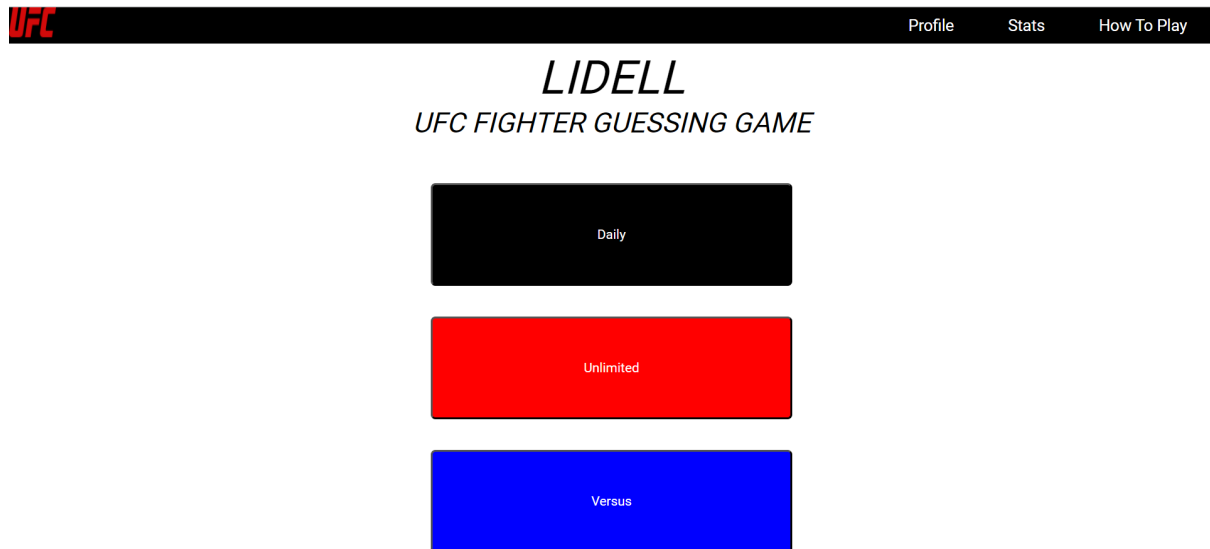 UFC
Profile Stats How To Play
LIDELL
UFC FIGHTER GUESSING GAME
Daily
Unlimited
Versus